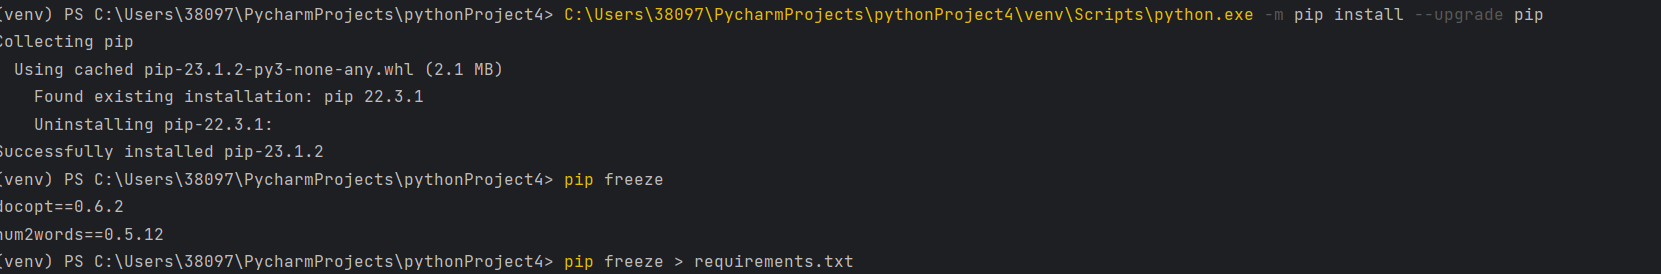 (venv) PS C:\Users\38097\PycharmProjects\pythonProject4> C:\Users\38097\PycharmProjects\pythonProject4\venv\Scripts\python.exe -m pip install --upgrade pip
Collecting pip
  Using cached pip-23.1.2-py3-none-any.whl (2.1 MB)
    Found existing installation: pip 22.3.1
    Uninstalling pip-22.3.1:
Successfully installed pip-23.1.2
(venv) PS C:\Users\38097\PycharmProjects\pythonProject4> pip freeze
docopt==0.6.2
num2words==0.5.12
(venv) PS C:\Users\38097\PycharmProjects\pythonProject4> pip freeze > requirements.txt